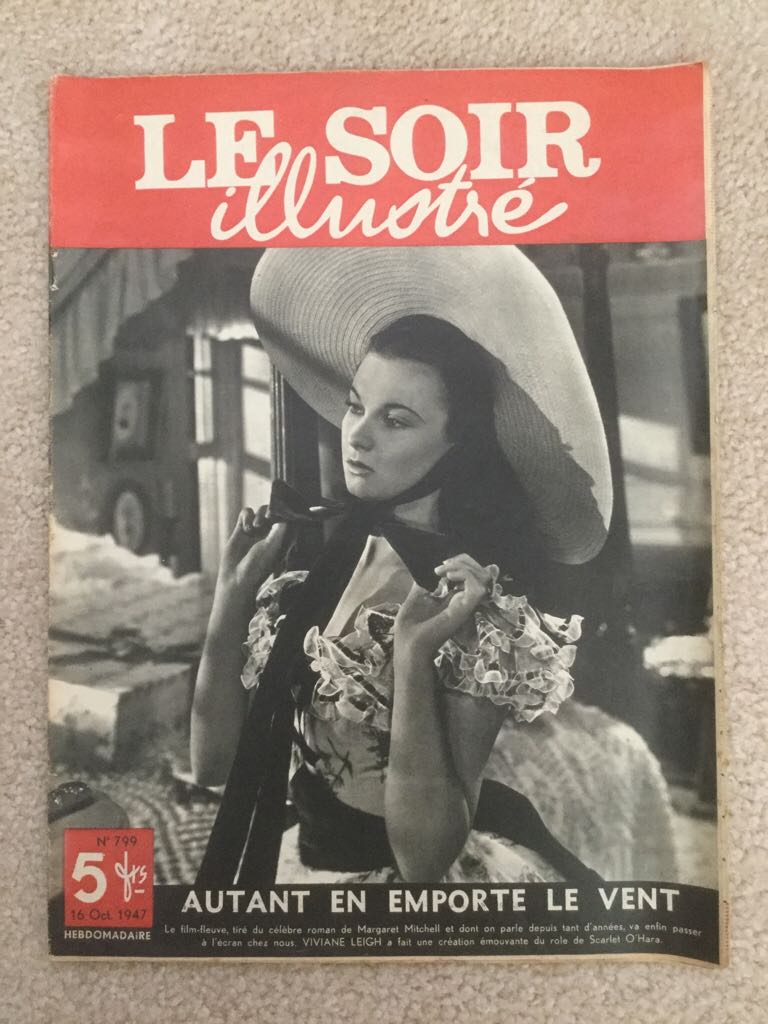 LE SOIR
illustré
N° 799
5 frs
16 Oct. 1947
HEBDOMADAiRE
AUTANT EN EMPORTE LE VENT
Le film-fleuve, tiré du célèbre roman de Margaret Mitchell et dont on parle depuis tant d'années, va enfin passer
à l'écran chez nous. VIVIANE LEIGH a fait une création émouvante du role de Scarlet O'Hara.